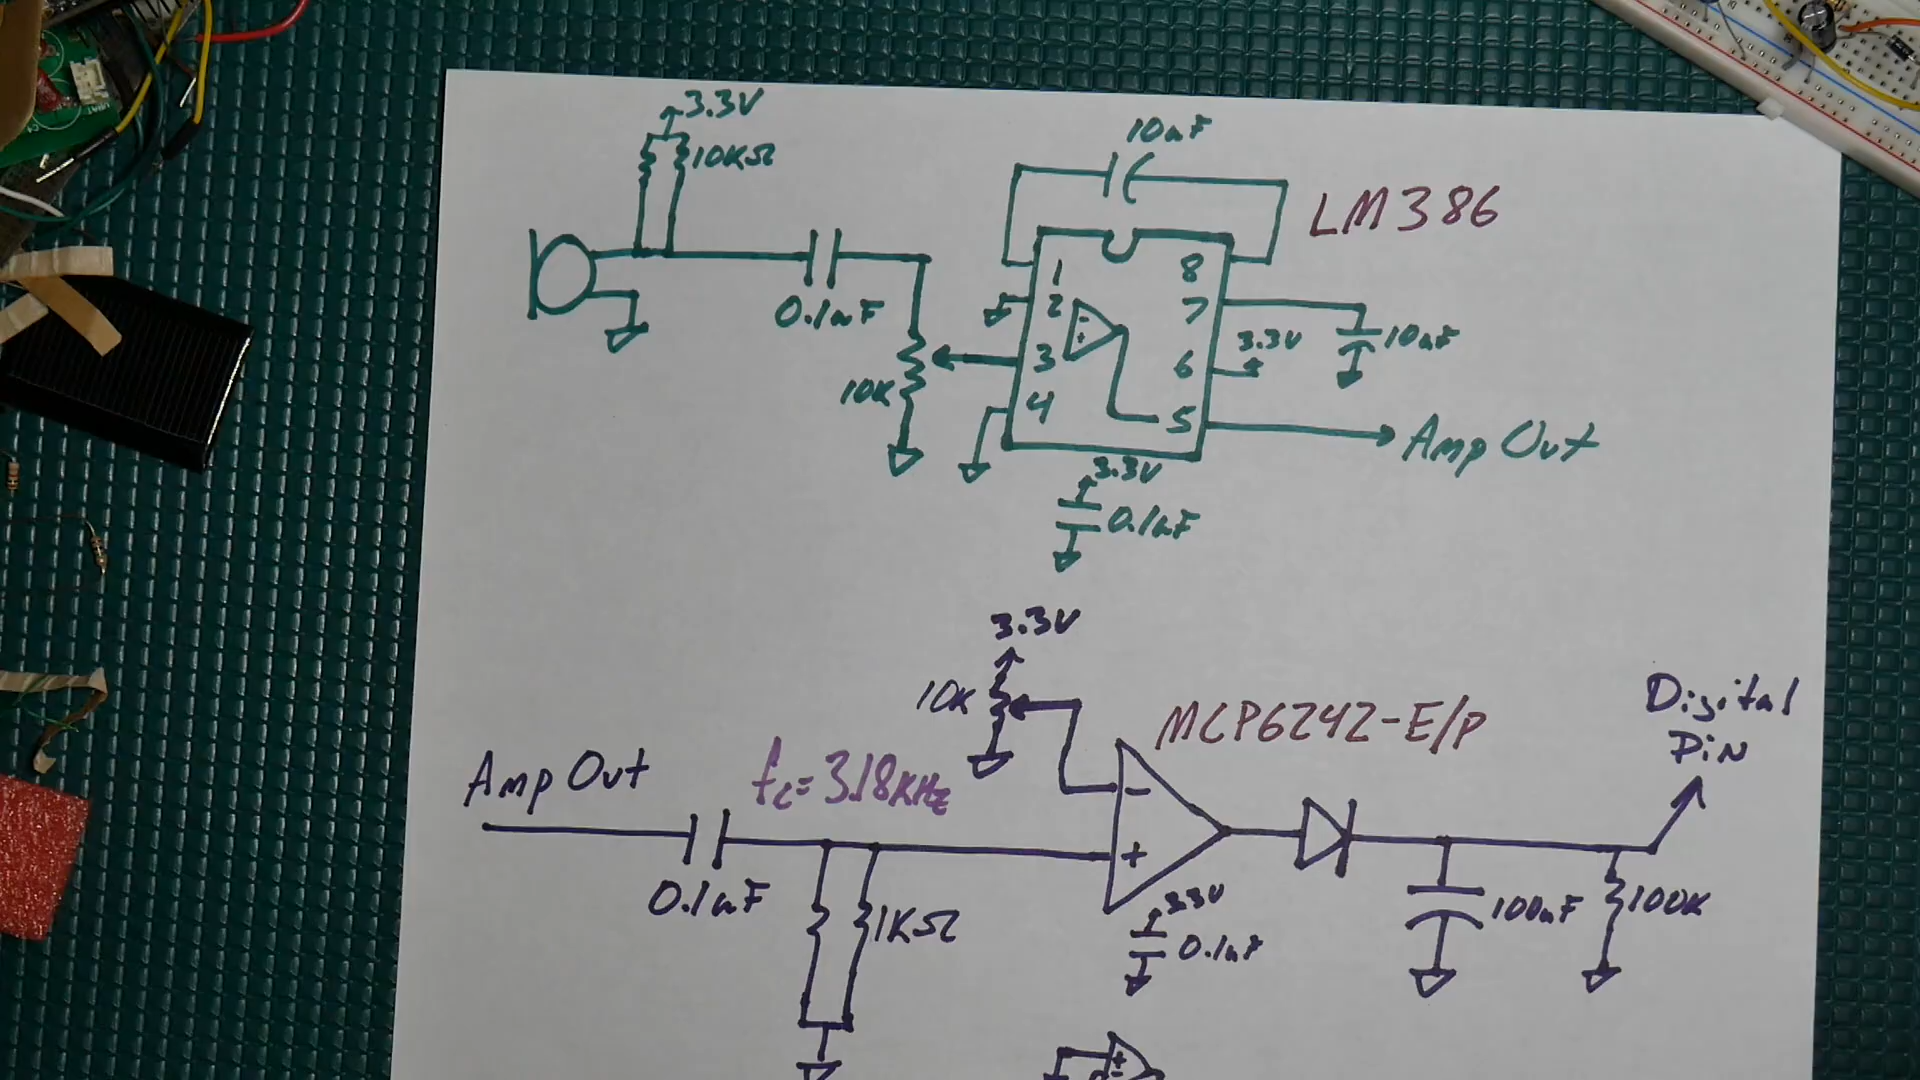 3.3V
10KΩ
10uF
LM386
0.1uF
10K
1
2
3
4
8
7
6
5
-
+
3.3V
10uF
Amp Out
3.3V
0.1uF
3.3V
10K
MCP6242-E/P
Digital
Pin
Amp Out
fc=3.18KHz
-
+
0.1uF
1KΩ
3.3V
0.1uF
100uF
100K
+
-